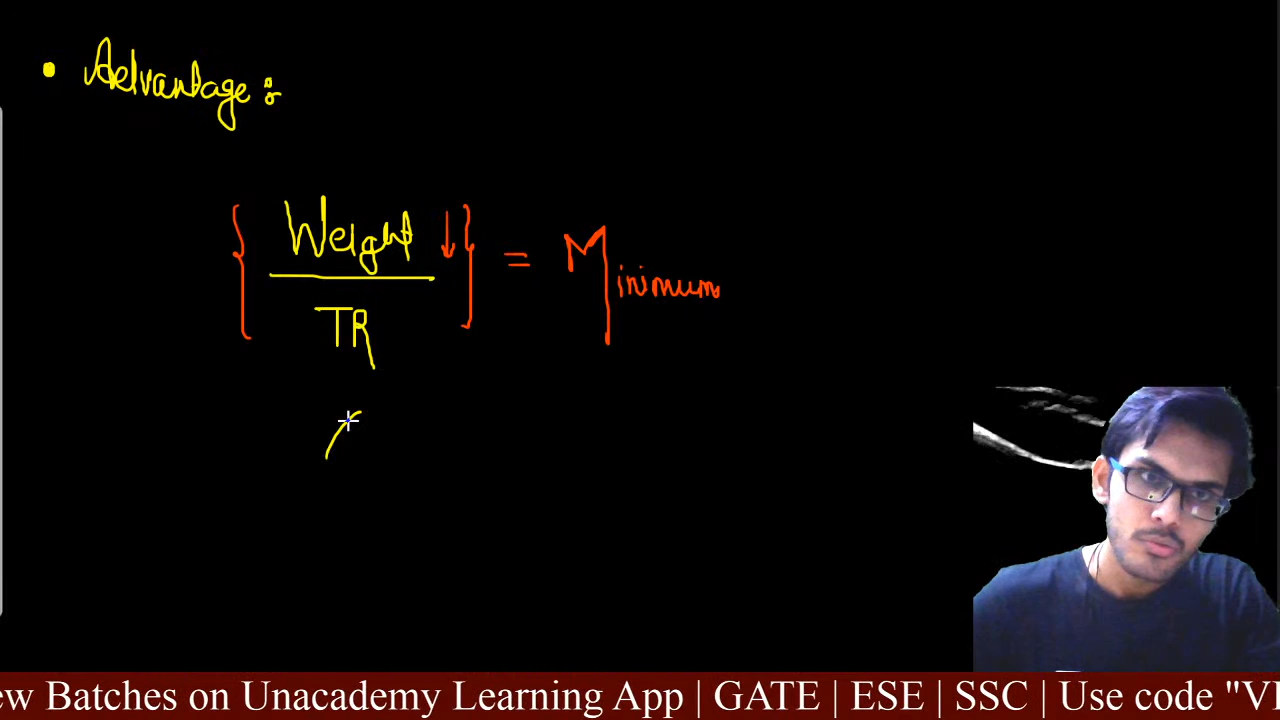 • Advantage:
{ Weight ↓ } = Minimum
TR
ew Batches on Unacademy Learning App | GATE | ESE | SSC | Use code "VI